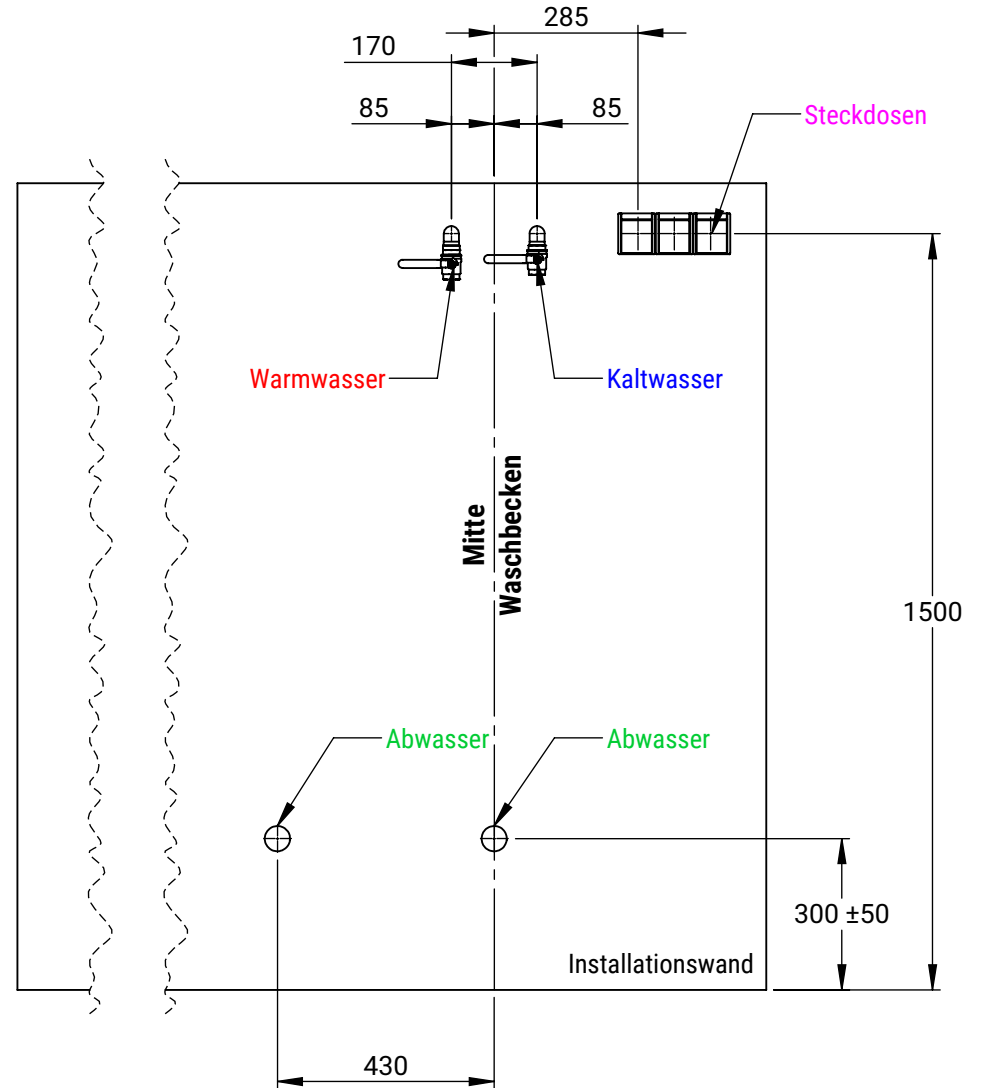 285
170
85
85
Steckdosen
Warmwasser
Kaltwasser
Mitte
Waschbecken
1500
Abwasser
Abwasser
300 ±50
Installationswand
430